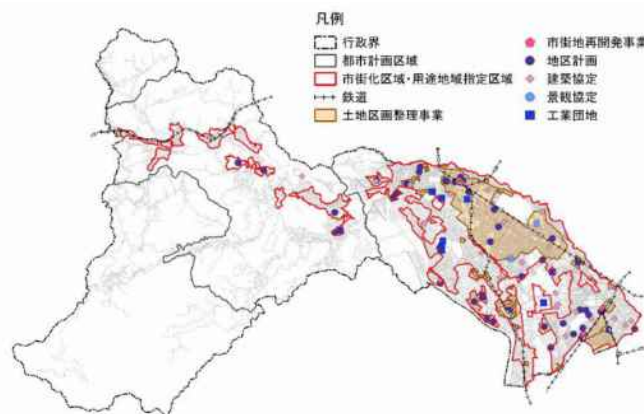 凡例
行政界
都市計画区域
市街化区域・用途地域指定区域
鉄道
土地区画整理事業
市街地再開発事業
地区計画
建築協定
景観協定
工業団地